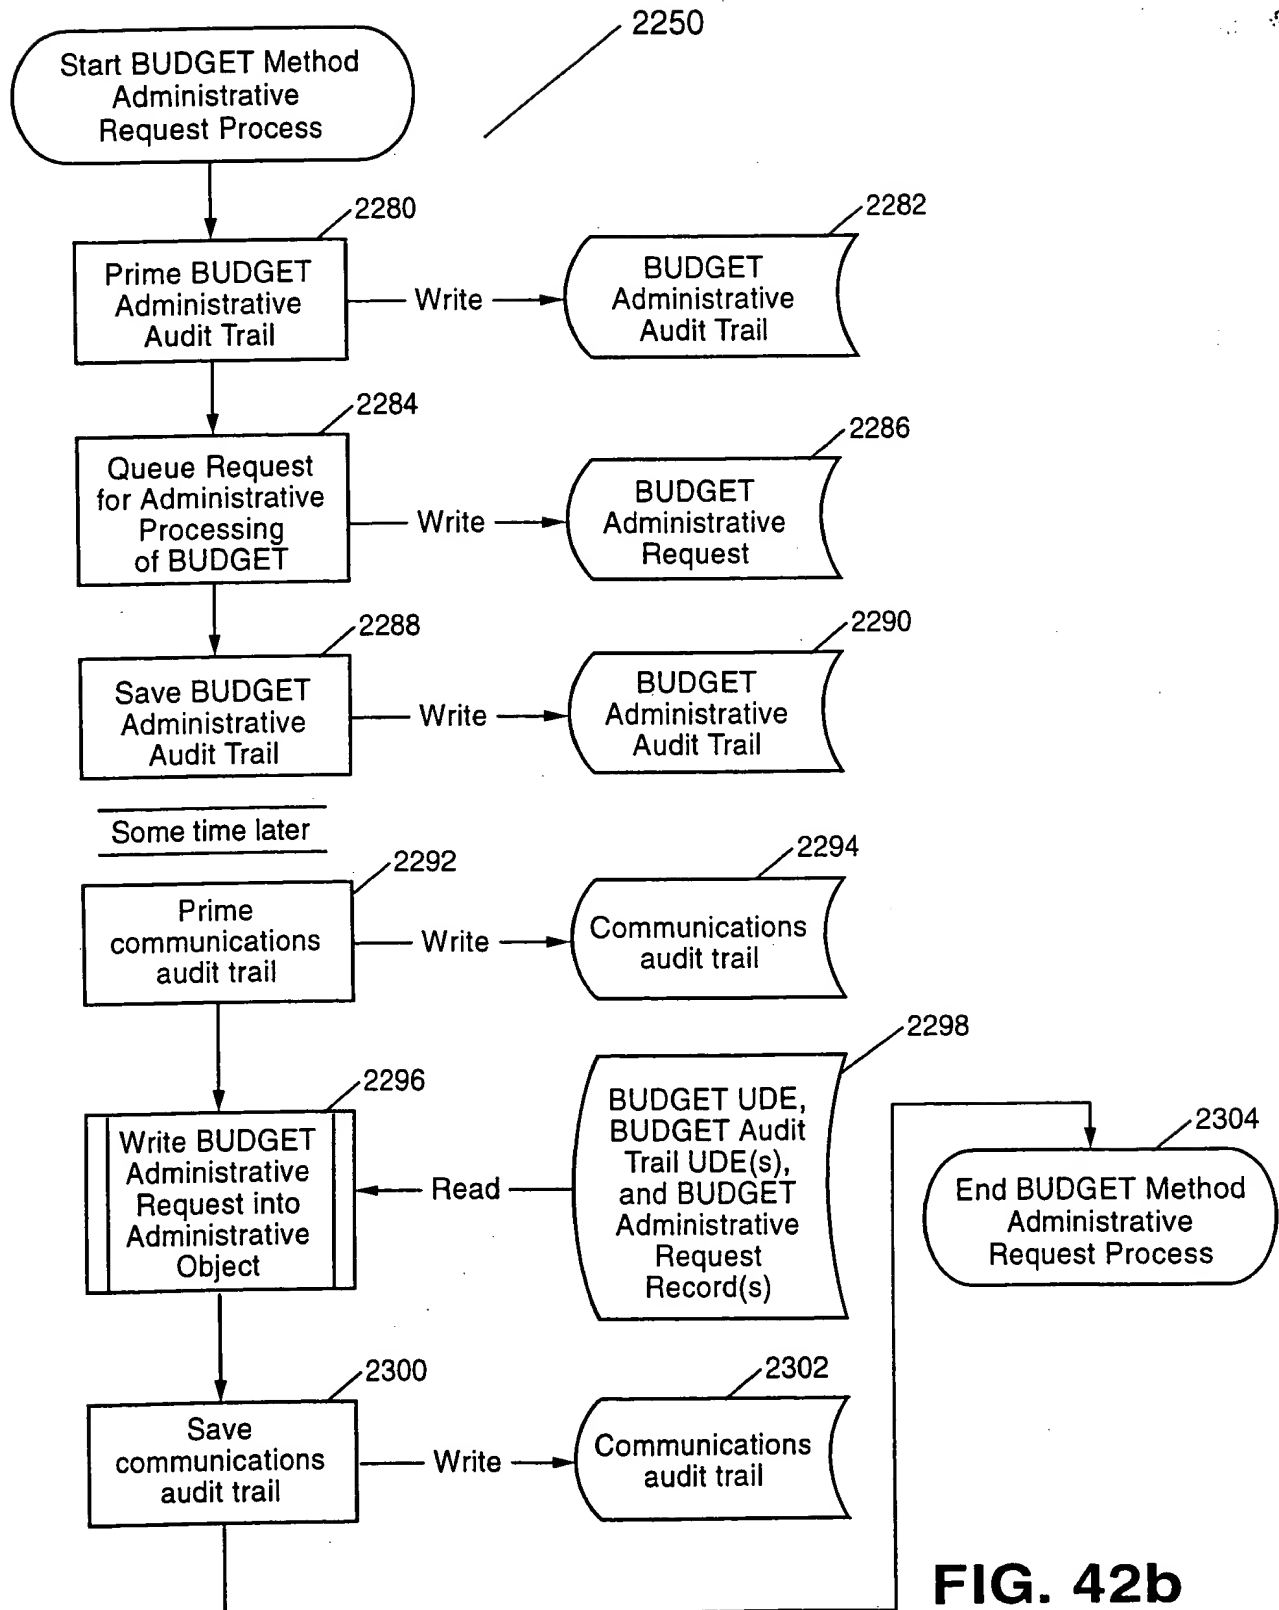 2250
Start BUDGET Method
Administrative
Request Process
2280
Prime BUDGET
Administrative
Audit Trail
Write
2282
BUDGET
Administrative
Audit Trail
2284
Queue Request
for Administrative
Processing
of BUDGET
Write
2286
BUDGET
Administrative
Request
2288
Save BUDGET
Administrative
Audit Trail
Write
2290
BUDGET
Administrative
Audit Trail
Some time later
2292
Prime
communications
audit trail
Write
2294
Communications
audit trail
2296
Write BUDGET
Administrative
Request into
Administrative
Object
Read
2298
BUDGET UDE,
BUDGET Audit
Trail UDE(s),
and BUDGET
Administrative
Request
Record(s)
2300
Save
communications
audit trail
Write
2302
Communications
audit trail
2304
End BUDGET Method
Administrative
Request Process
FIG. 42b